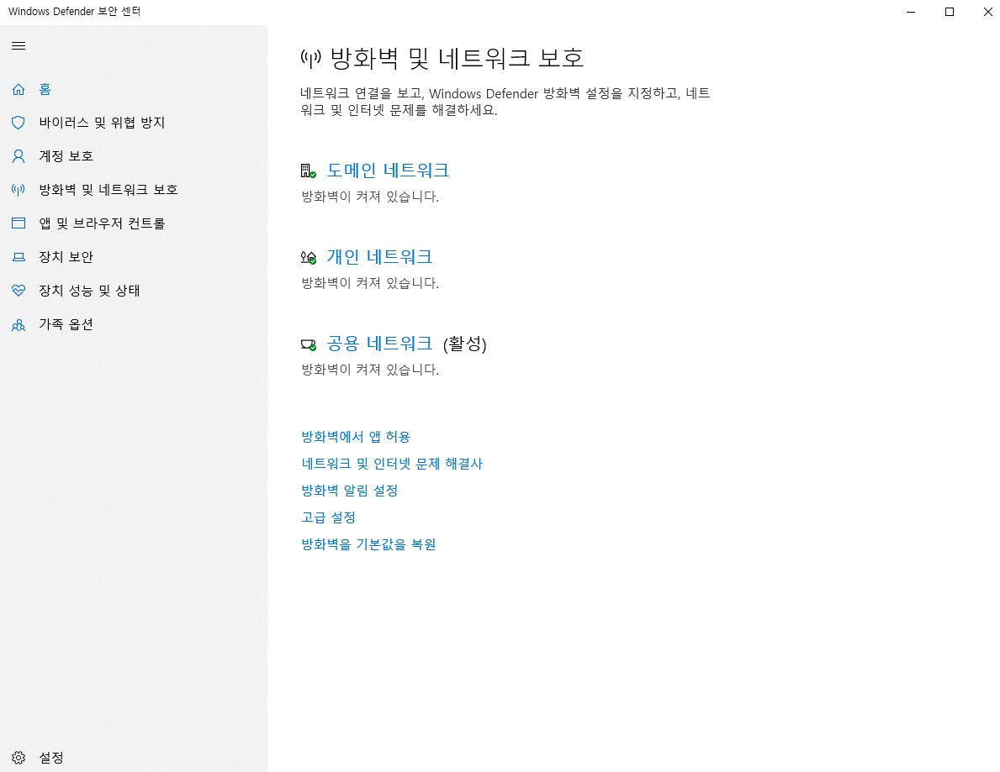 Windows Defender 보안 센터
홈
바이러스 및 위협 방지
계정 보호
방화벽 및 네트워크 보호
앱 및 브라우저 컨트롤
장치 보안
장치 성능 및 상태
가족 옵션
설정
방화벽 및 네트워크 보호
네트워크 연결을 보고, Windows Defender 방화벽 설정을 지정하고, 네트
워크 및 인터넷 문제를 해결하세요.
도메인 네트워크
방화벽이 켜져 있습니다.
개인 네트워크
방화벽이 켜져 있습니다.
공용 네트워크 (활성)
방화벽이 켜져 있습니다.
방화벽에서 앱 허용
네트워크 및 인터넷 문제 해결사
방화벽 알림 설정
고급 설정
방화벽을 기본값을 복원